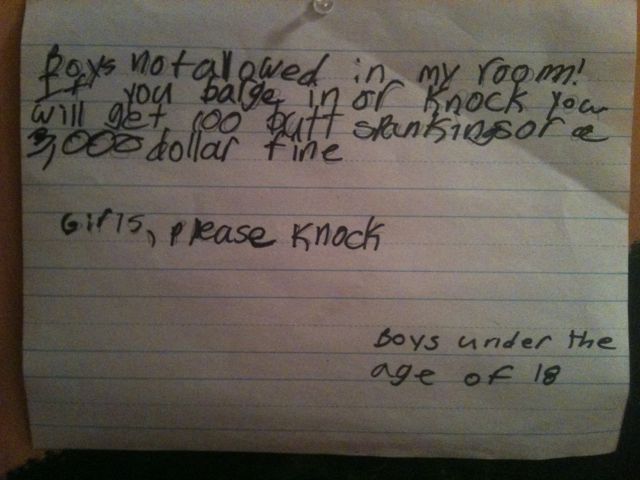 Boys not allowed in my room!
If you barge in or knock you
will get 100 butt spankings or a
3,000 dollar fine
Girls, please knock
Boys under the
age of 18